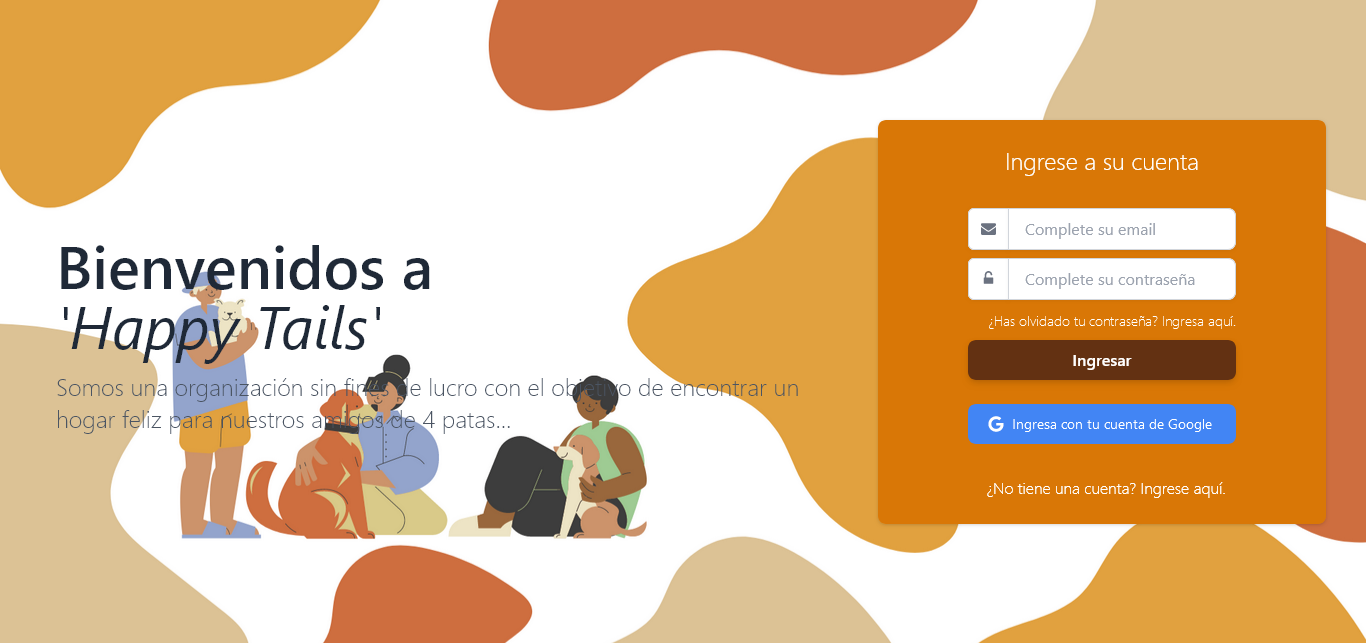 Bienvenidos a
'Happy Tails'
Somos una organización sin fines de lucro con el objetivo de encontrar un
hogar feliz para nuestros amigos de 4 patas...
Ingrese a su cuenta
Complete su email
Complete su contraseña
¿Has olvidado tu contraseña? Ingresa aquí.
Ingresar
Ingresa con tu cuenta de Google
¿No tiene una cuenta? Ingrese aquí.